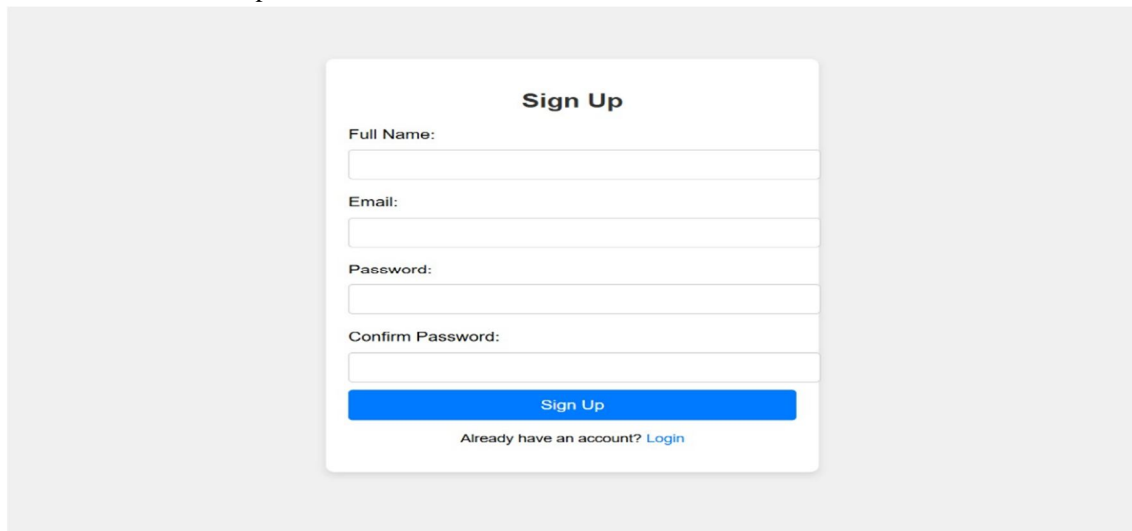 Sign Up
Full Name:
Email:
Password:
Confirm Password:
Sign Up
Already have an account? Login